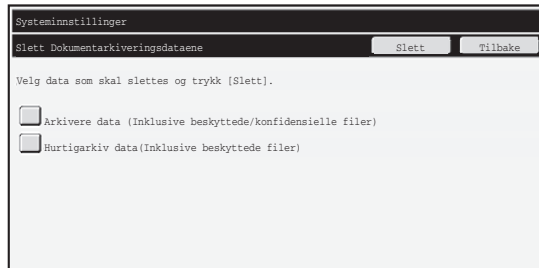 Systeminnstillinger
Slett Dokumentarkiveringsdataene Slett Tilbake
Velg data som skal slettes og trykk [Slett].
Arkivere data (Inklusive beskyttede/konfidensielle filer)
Hurtigarkiv data(Inklusive beskyttede filer)